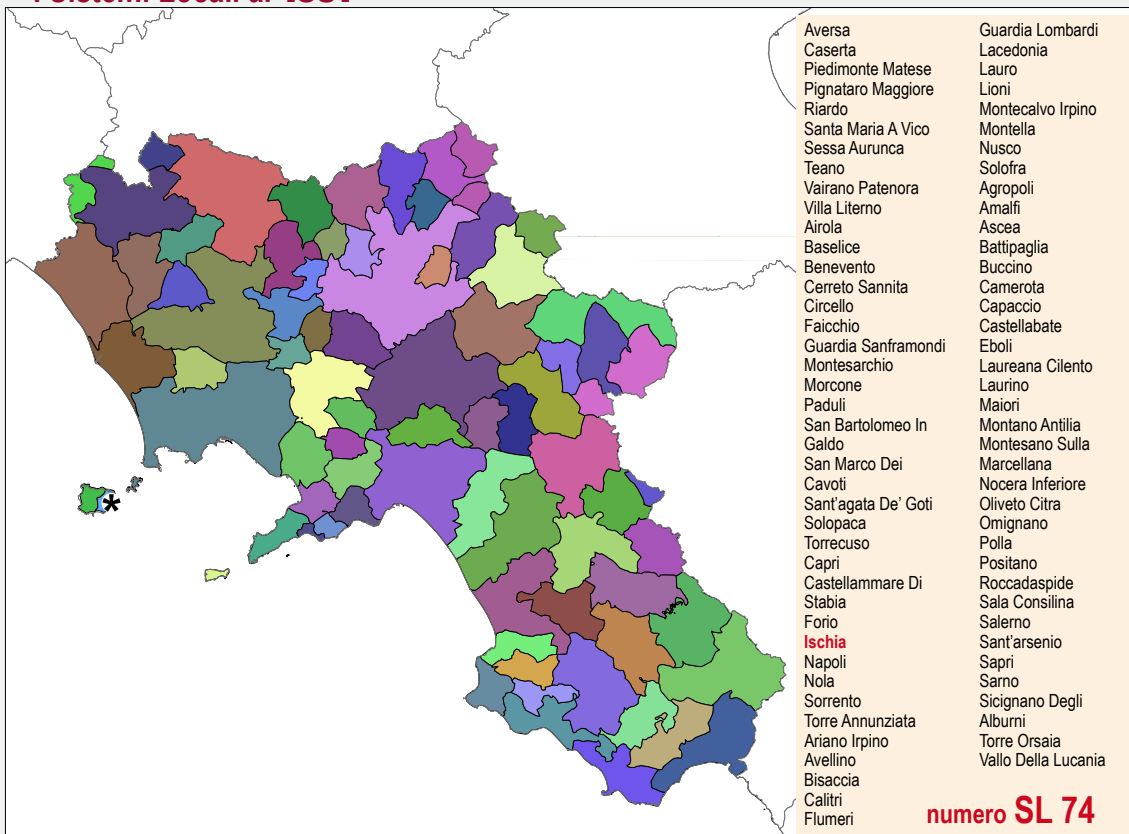 Aversa
Caserta
Piedimonte Matese
Pignataro Maggiore
Riardo
Santa Maria A Vico
Sessa Aurunca
Teano
Vairano Patenora
Villa Literno
Airola
Baselice
Benevento
Cerreto Sannita
Circello
Faicchio
Guardia Sanframondi
Montesarchio
Morcone
Paduli
San Bartolomeo In
Galdo
San Marco Dei
Cavoti
Sant'agata De' Goti
Solopaca
Torrecuso
Capri
Castellammare Di
Stabia
Forio
Ischia
Napoli
Nola
Sorrento
Torre Annunziata
Ariano Irpino
Avellino
Bisaccia
Calitri
Flumeri
Guardia Lombardi
Lacedonia
Lauro
Lioni
Montecalvo Irpino
Montella
Nusco
Solofra
Agropoli
Amalfi
Ascea
Battipaglia
Buccino
Camerota
Capaccio
Castellabate
Eboli
Laureana Cilento
Laurino
Maiori
Montano Antilia
Montesano Sulla
Marcellana
Nocera Inferiore
Oliveto Citra
Omignano
Polla
Positano
Roccadaspide
Sala Consilina
Salerno
Sant'arsenio
Sapri
Sarno
Sicignano Degli
Alburni
Torre Orsaia
Vallo Della Lucania
numero SL 74
*